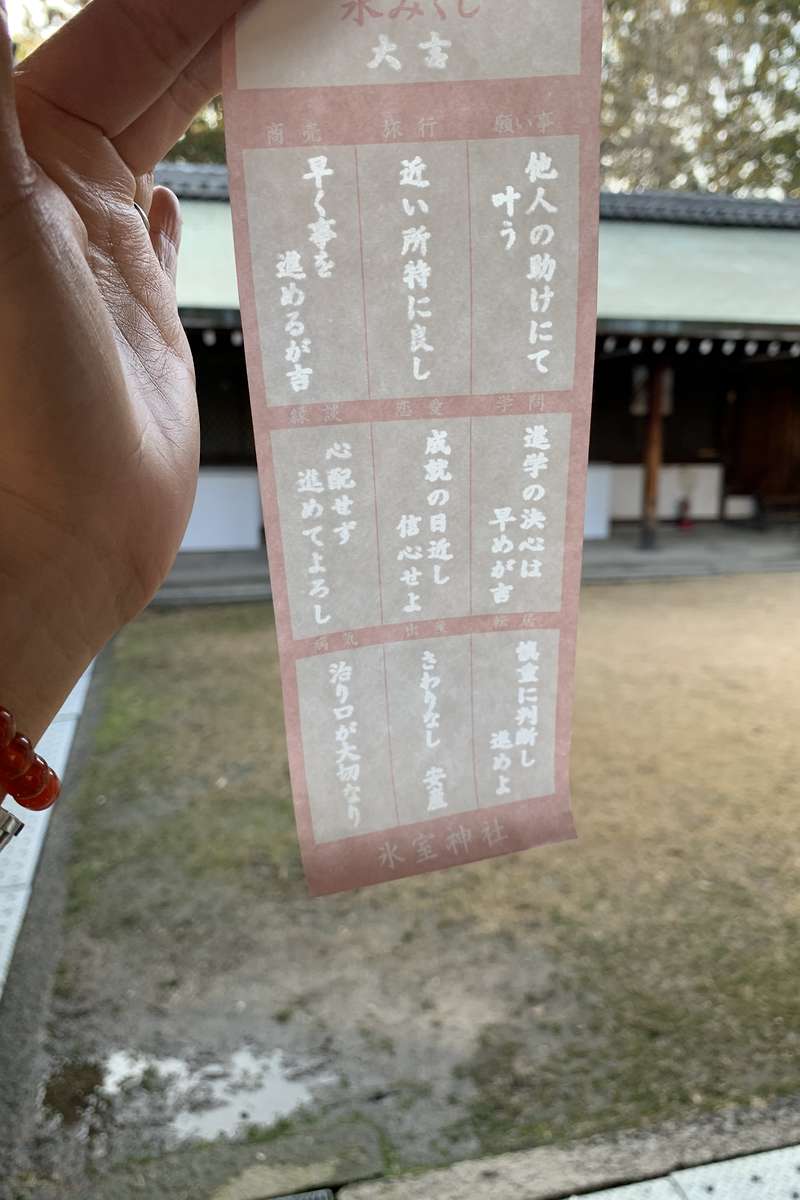 氷みくじ
大吉
願い事
他人の助けにて
叶う
旅行
近い所特に良し
商売
早く事を
進めるが吉
学問
進学の決心は
早めが吉
恋愛
成就の日近し
信心せよ
縁談
心配せず
進めてよろし
転居
慎重に判断し
進めよ
出産
さわりなし 安産
病気
治り口が大切なり
氷室神社